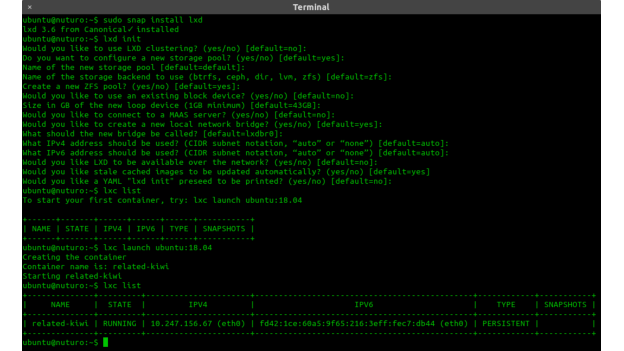 Terminal
ubuntu@nuturo:~$ sudo snap install lxd
lxd 3.6 from Canonical✓ installed
ubuntu@nuturo:~$ lxd init
Would you like to use LXD clustering? (yes/no) [default=no]:
Do you want to configure a new storage pool? (yes/no) [default=yes]:
Name of the new storage pool [default=default]:
Name of the storage backend to use (btrfs, ceph, dir, lvm, zfs) [default=zfs]:
Create a new ZFS pool? (yes/no) [default=yes]:
Would you like to use an existing block device? (yes/no) [default=no]:
Size in GB of the new loop device (1GB minimum) [default=43GB]:
Would you like to connect to a MAAS server? (yes/no) [default=no]:
Would you like to create a new local network bridge? (yes/no) [default=yes]:
What should the new bridge be called? [default=lxdbr0]:
What IPv4 address should be used? (CIDR subnet notation, “auto” or “none”) [default=auto]:
What IPv6 address should be used? (CIDR subnet notation, “auto” or “none”) [default=auto]:
Would you like LXD to be available over the network? (yes/no) [default=no]:
Would you like stale cached images to be updated automatically? (yes/no) [default=yes]
Would you like a YAML "lxd init" preseed to be printed? (yes/no) [default=no]:
ubuntu@nuturo:~$ lxc list
To start your first container, try: lxc launch ubuntu:18.04
+------+-------+------+------+------+-----------+
| NAME | STATE | IPV4 | IPV6 | TYPE | SNAPSHOTS |
+------+-------+------+------+------+-----------+
ubuntu@nuturo:~$ lxc launch ubuntu:18.04
Creating the container
Container name is: related-kiwi
Starting related-kiwi
ubuntu@nuturo:~$ lxc list
+--------------+---------+----------------------+-----------------------------------------------+------------+-----------+
| NAME | STATE | IPV4 | IPV6 | TYPE | SNAPSHOTS |
+--------------+---------+----------------------+-----------------------------------------------+------------+-----------+
| related-kiwi | RUNNING | 10.247.156.67 (eth0) | fd42:1ce:60a5:9f65:216:3eff:fec7:db44 (eth0) | PERSISTENT | |
+--------------+---------+----------------------+-----------------------------------------------+------------+-----------+
ubuntu@nuturo:~$